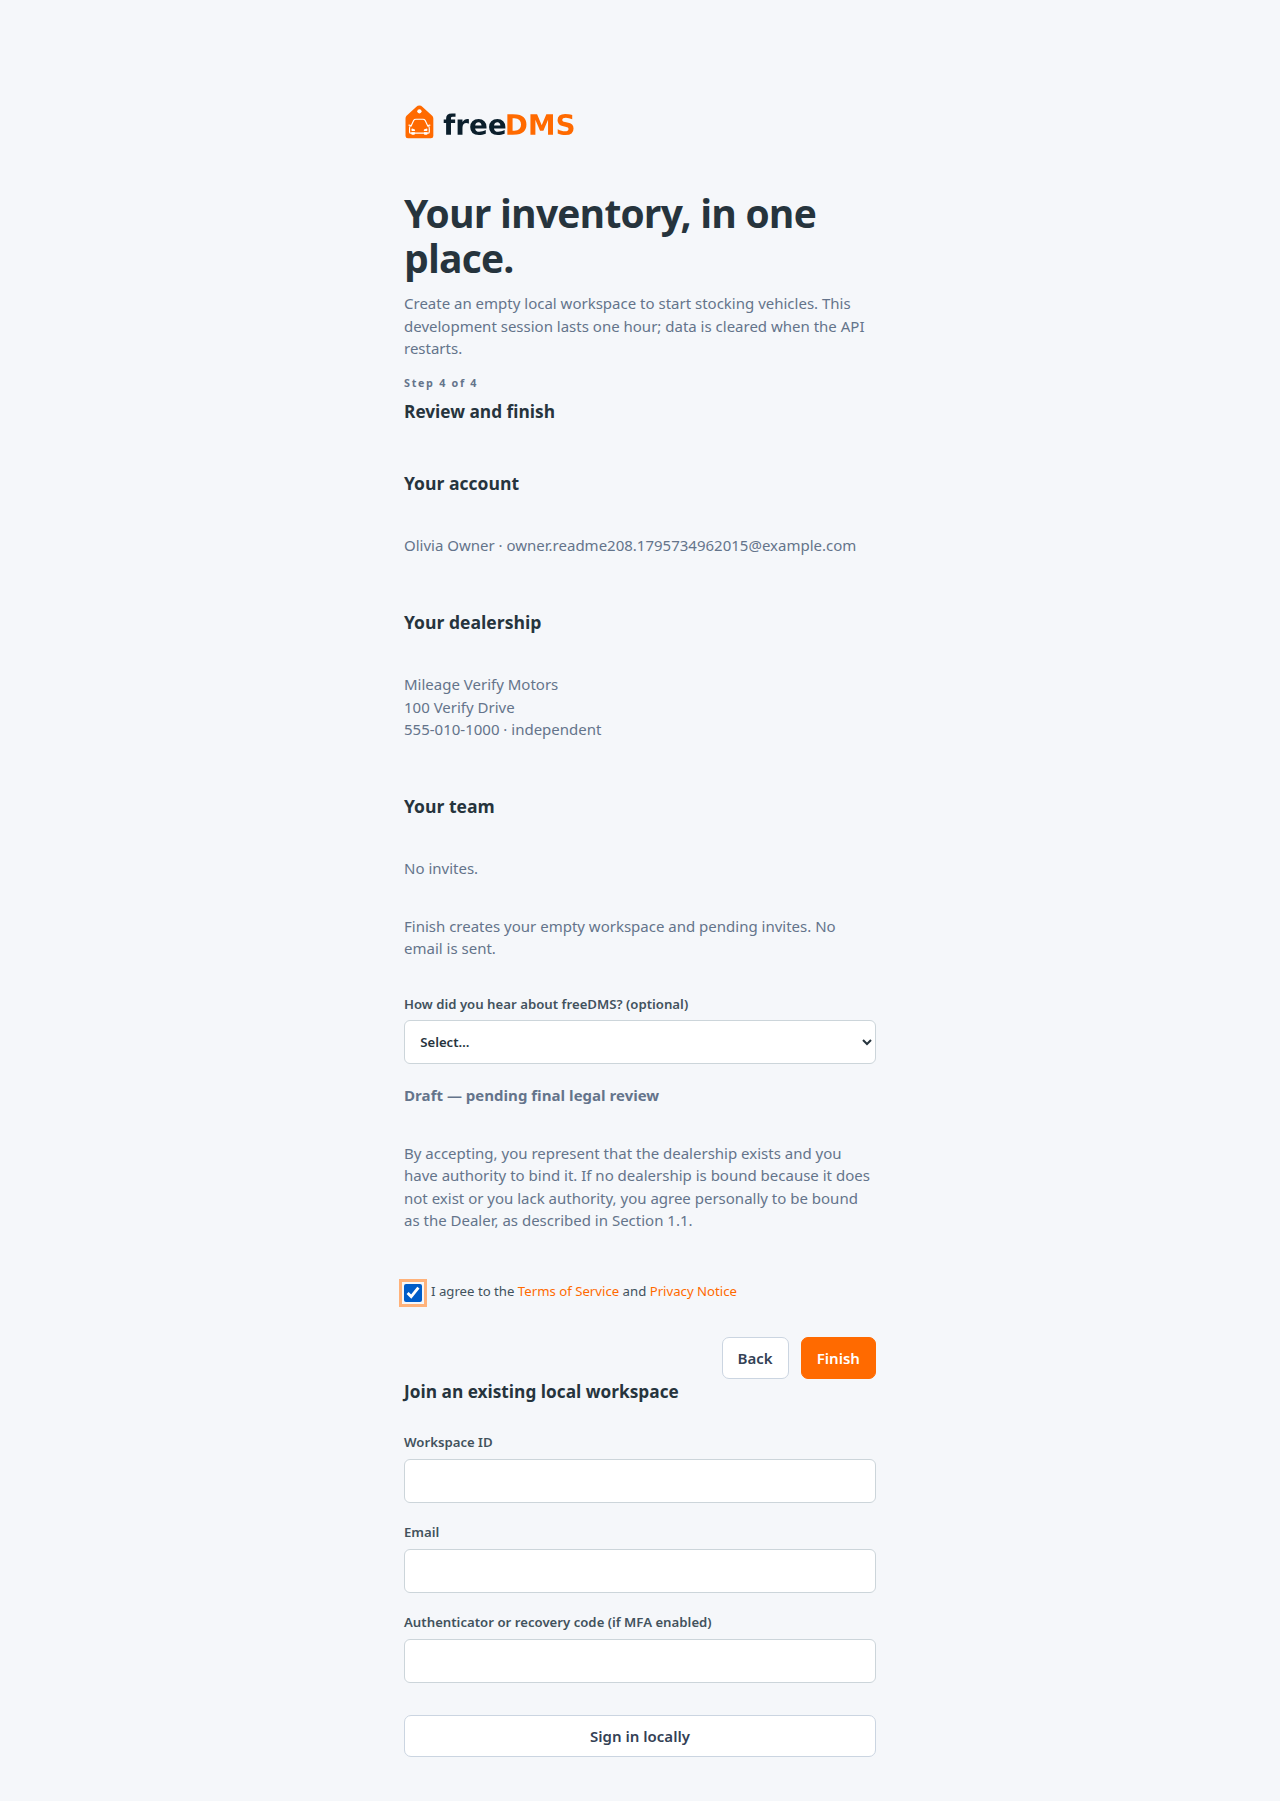 freeDMS
Your inventory, in one
place.
Create an empty local workspace to start stocking vehicles. This
development session lasts one hour; data is cleared when the API
restarts.
Step 4 of 4
Review and finish
Your account
Olivia Owner · owner.readme208.1795734962015@example.com
Your dealership
Mileage Verify Motors
100 Verify Drive
555-010-1000 · independent
Your team
No invites.
Finish creates your empty workspace and pending invites. No
email is sent.
How did you hear about freeDMS? (optional)
Select...
Draft — pending final legal review
By accepting, you represent that the dealership exists and you
have authority to bind it. If no dealership is bound because it does
not exist or you lack authority, you agree personally to be bound
as the Dealer, as described in Section 1.1.
I agree to the Terms of Service and Privacy Notice
Back Finish
Join an existing local workspace
Workspace ID
Email
Authenticator or recovery code (if MFA enabled)
Sign in locally